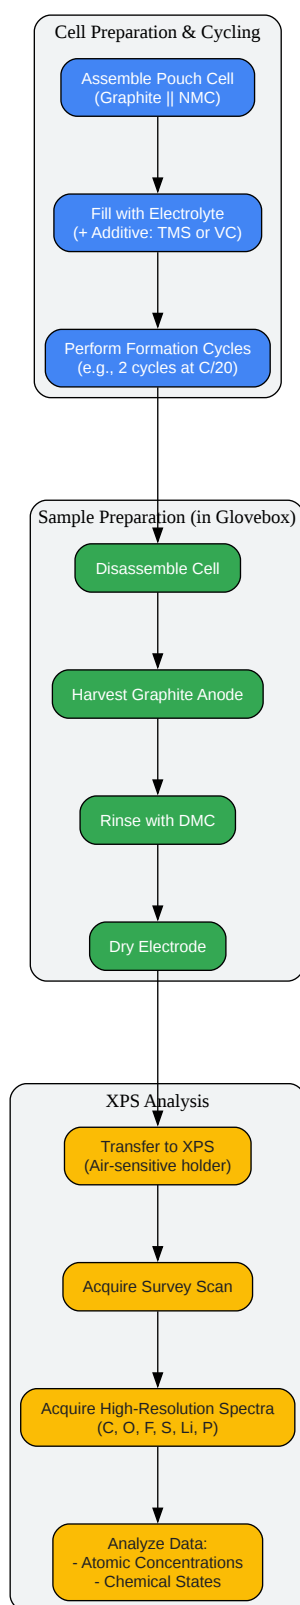 Cell Preparation & Cycling
Assemble Pouch Cell
(Graphite || NMC)
Fill with Electrolyte
(+ Additive: TMS or VC)
Perform Formation Cycles
(e.g., 2 cycles at C/20)
Sample Preparation (in Glovebox)
Disassemble Cell
Harvest Graphite Anode
Rinse with DMC
Dry Electrode
XPS Analysis
Transfer to XPS
(Air-sensitive holder)
Acquire Survey Scan
Acquire High-Resolution Spectra
(C, O, F, S, Li, P)
Analyze Data:
- Atomic Concentrations
- Chemical States